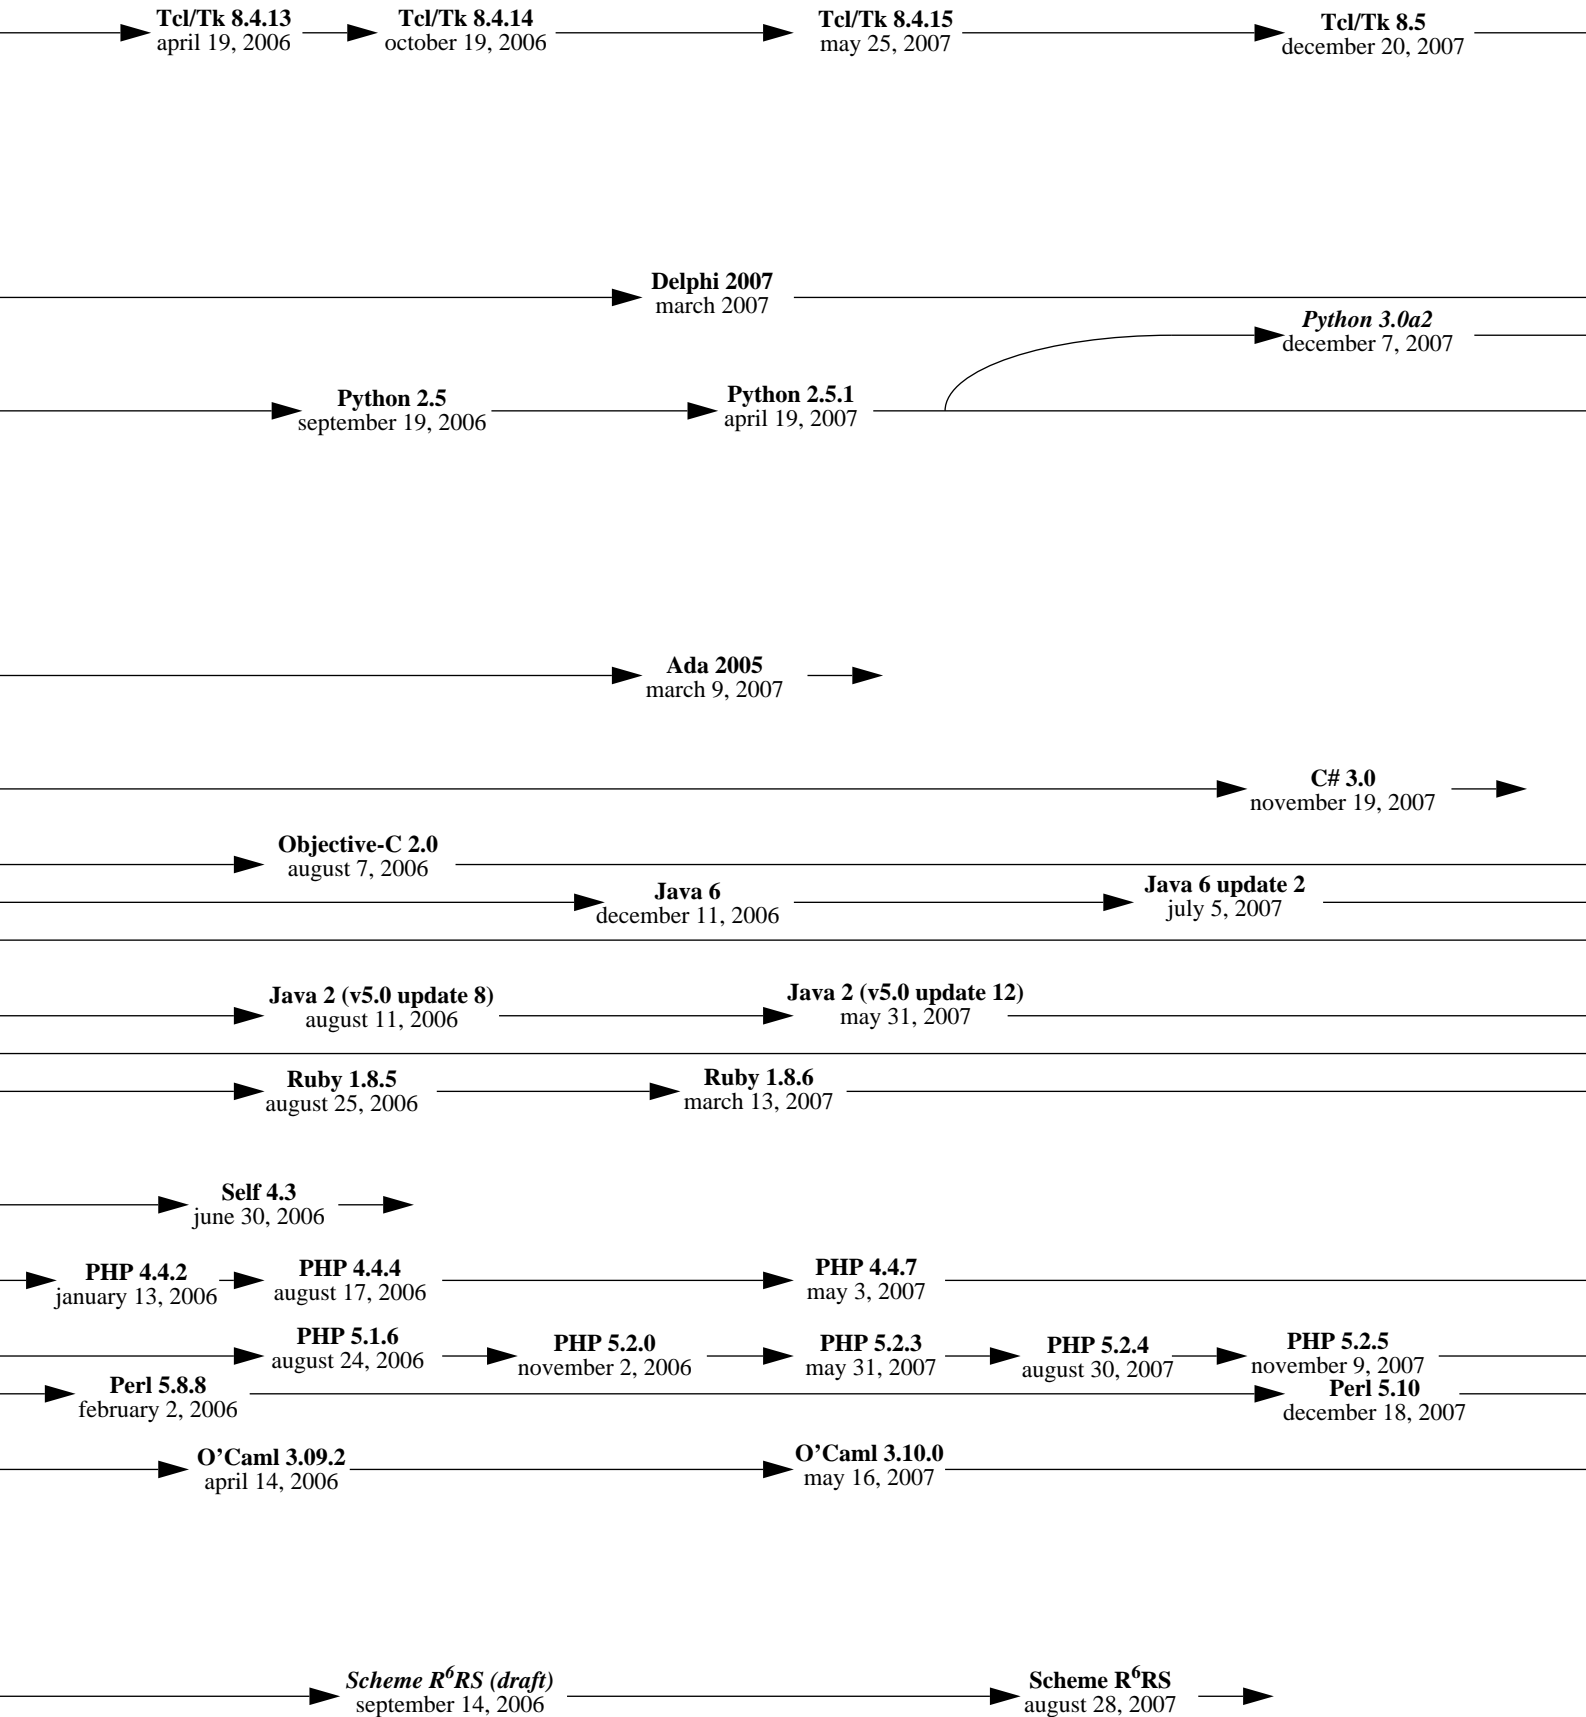 Tcl/Tk 8.4.13
april 19, 2006
Tcl/Tk 8.4.14
october 19, 2006
Tcl/Tk 8.4.15
may 25, 2007
Tcl/Tk 8.5
december 20, 2007
Delphi 2007
march 2007
Python 3.0a2
december 7, 2007
Python 2.5
september 19, 2006
Python 2.5.1
april 19, 2007
Ada 2005
march 9, 2007
C# 3.0
november 19, 2007
Objective-C 2.0
august 7, 2006
Java 6
december 11, 2006
Java 6 update 2
july 5, 2007
Java 2 (v5.0 update 8)
august 11, 2006
Java 2 (v5.0 update 12)
may 31, 2007
Ruby 1.8.5
august 25, 2006
Ruby 1.8.6
march 13, 2007
Self 4.3
june 30, 2006
PHP 4.4.2
january 13, 2006
PHP 4.4.4
august 17, 2006
PHP 4.4.7
may 3, 2007
PHP 5.1.6
august 24, 2006
PHP 5.2.0
november 2, 2006
PHP 5.2.3
may 31, 2007
PHP 5.2.4
august 30, 2007
PHP 5.2.5
november 9, 2007
Perl 5.8.8
february 2, 2006
Perl 5.10
december 18, 2007
O’Caml 3.09.2
april 14, 2006
O’Caml 3.10.0
may 16, 2007
Scheme R⁶RS (draft)
september 14, 2006
Scheme R⁶RS
august 28, 2007